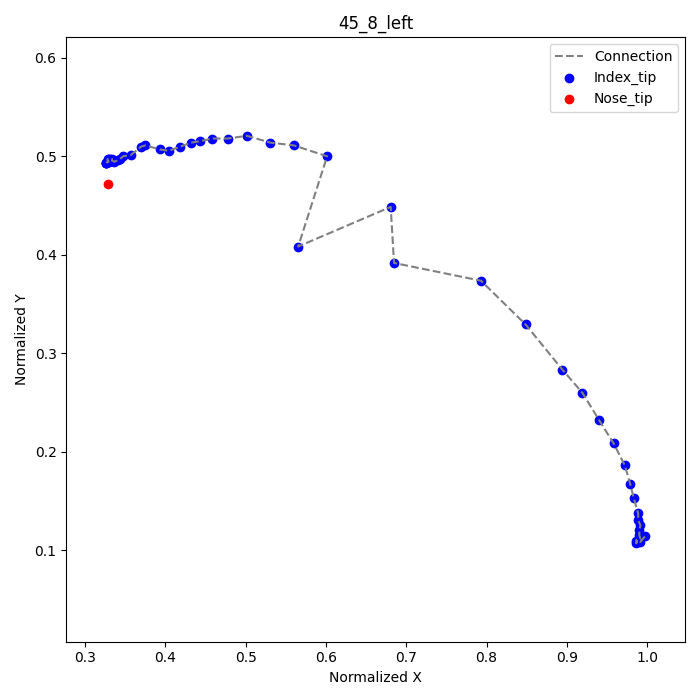 45_8_left
Connection
Index_tip
Nose_tip
Normalized Y
0.6
0.5
0.4
0.3
0.2
0.1
0.3 0.4 0.5 0.6 0.7 0.8 0.9 1.0
Normalized X